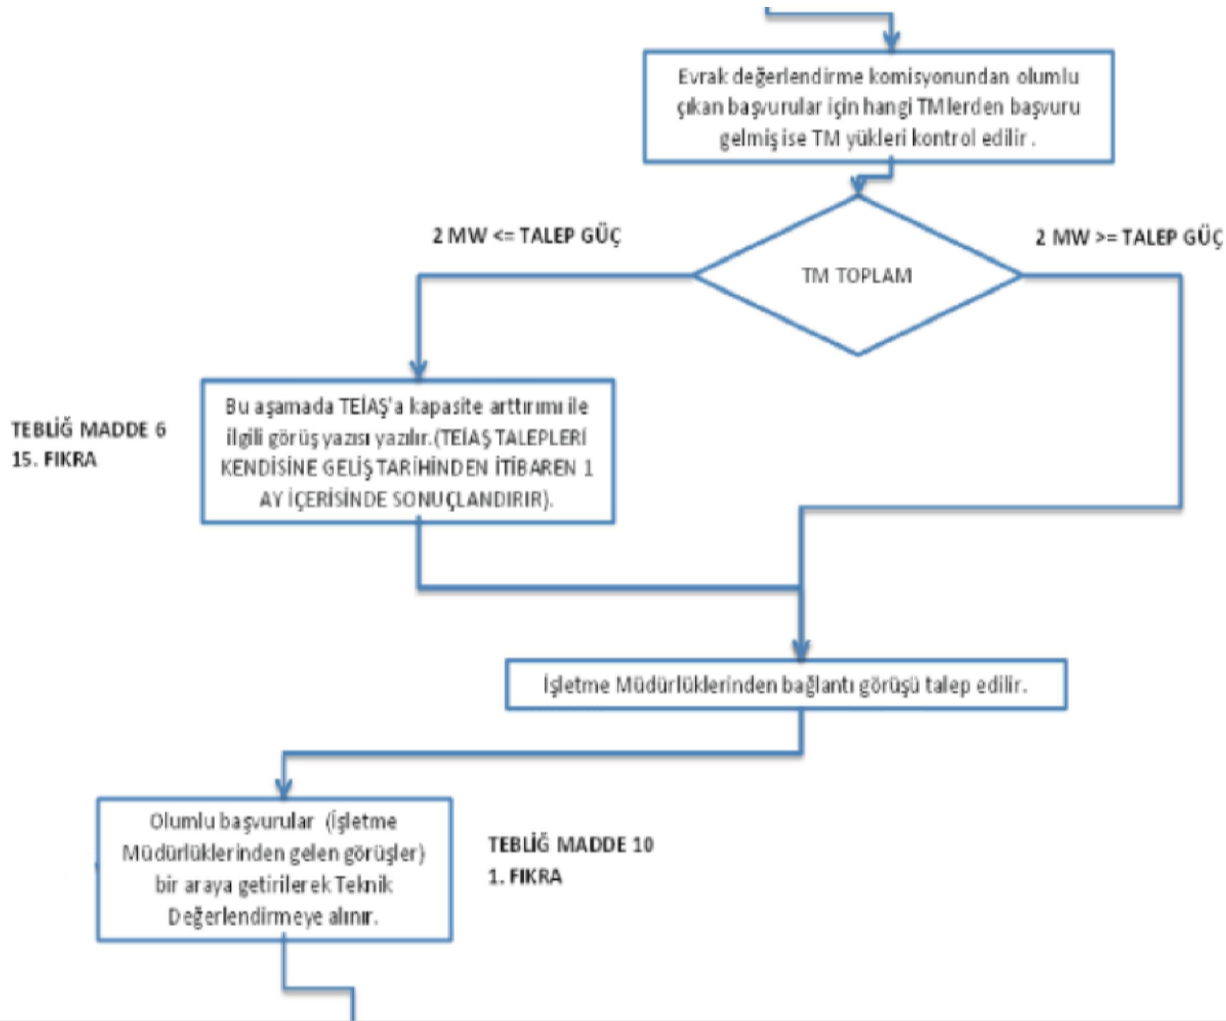 Evrak değerlendirme komisyonundan olumlu
çıkan başvurular için hangi TMlerden başvuru
gelmiş ise TM yükleri kontrol edilir .
2 MW <= TALEP GÜÇ
2 MW >= TALEP GÜÇ
TM TOPLAM
TEBLİĞ MADDE 6
15. FIKRA
Bu aşamada TEİAŞ'a kapasite arttırımı ile
ilgili görüş yazısı yazılır.(TEİAŞ TALEPLERİ
KENDİSİNE GELİŞ TARİHİNDEN İTİBAREN 1
AY İÇERİSİNDE SONUÇLANDIRIR).
İşletme Müdürlüklerinden bağlantı görüşü talep edilir.
Olumlu başvurular (İşletme
Müdürlüklerinden gelen görüşler)
bir araya getirilerek Teknik
Değerlendirmeye alınır.
TEBLİĞ MADDE 10
1. FIKRA